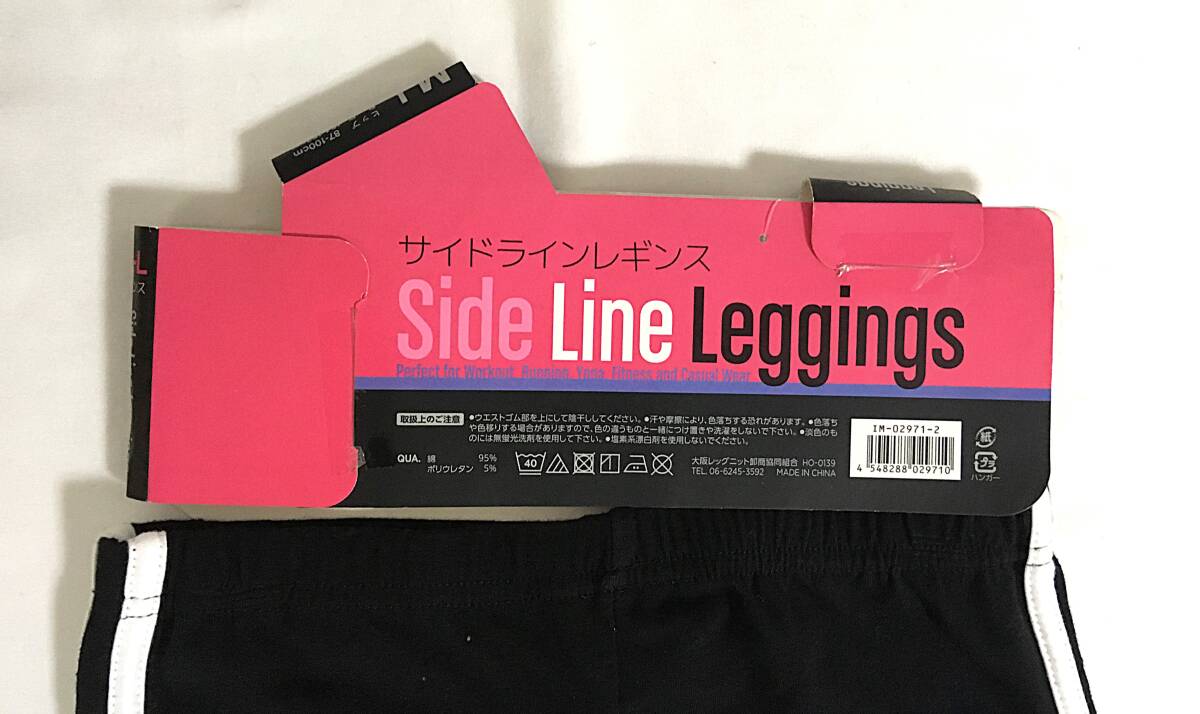 M-L
ヒップ 87-100cm
Leggings
サイドラインレギンス
Side Line Leggings
Perfect for Workout, Running, Yoga, Fitness and Casual Wear
取扱上のご注意 ●ウエストゴム部を上にして陰干ししてください。●汗や摩擦により、色落ちする恐れがあります。●色落ち
や色移りする場合がありますので、色の違うものと一緒につけ置きや洗濯をしないで下さい。●淡色のも
のには無蛍光洗剤を使用して下さい。●塩素系漂白剤を使用しないでください。
QUA. 綿 95%
ポリウレタン 5%
40
大阪レッグニット卸商協同組合 HO-0139
TEL. 06-6245-3592 MADE IN CHINA
IM-02971-2
4 548288 029710
紙
プラ
ハンガー